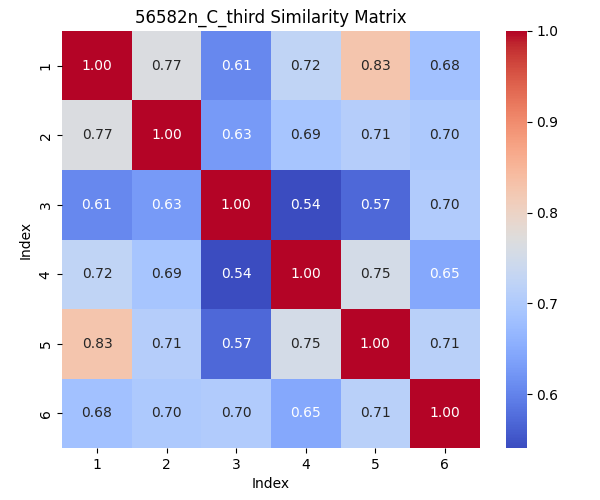 56582n_C_third Similarity Matrix
1 1.00 0.77 0.61 0.72 0.83 0.68
2 0.77 1.00 0.63 0.69 0.71 0.70
3 0.61 0.63 1.00 0.54 0.57 0.70
4 0.72 0.69 0.54 1.00 0.75 0.65
5 0.83 0.71 0.57 0.75 1.00 0.71
6 0.68 0.70 0.70 0.65 0.71 1.00
1 2 3 4 5 6
Index
Index
1.0
0.9
0.8
0.7
0.6